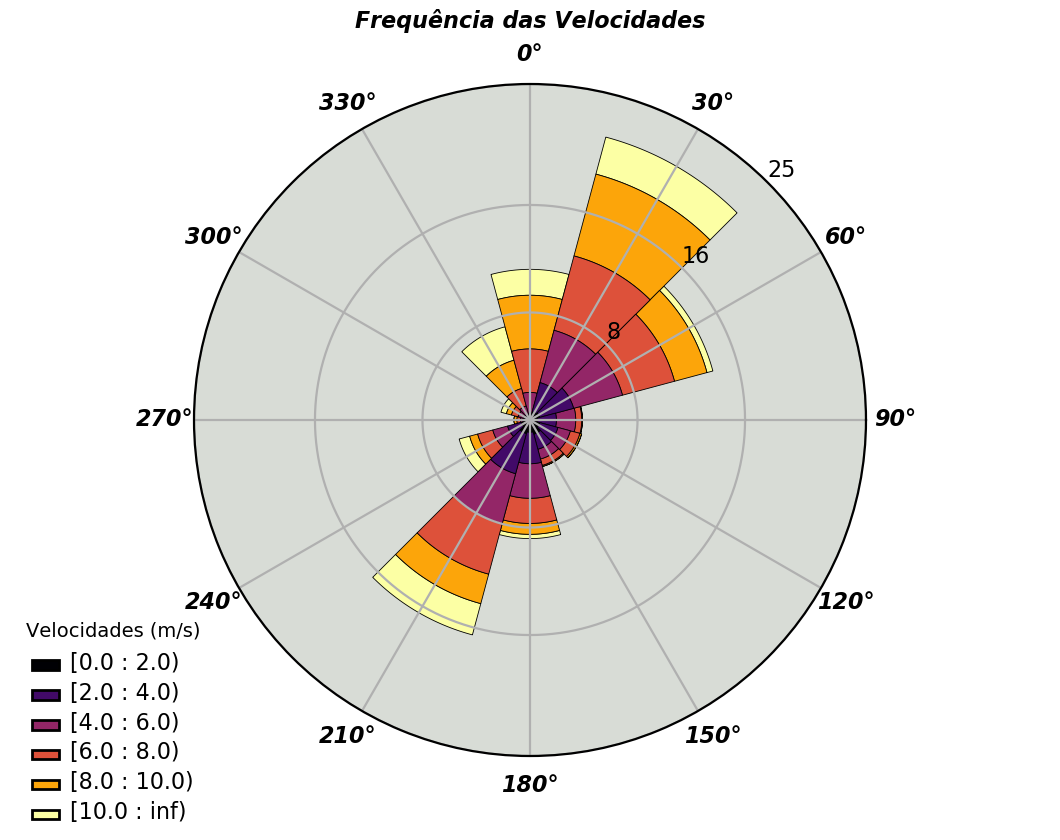 Frequência das Velocidades
0°
330°
30°
25
300°
60°
16
8
270°
90°
240°
120°
210°
150°
180°
Velocidades (m/s)
[0.0 : 2.0)
[2.0 : 4.0)
[4.0 : 6.0)
[6.0 : 8.0)
[8.0 : 10.0)
[10.0 : inf)